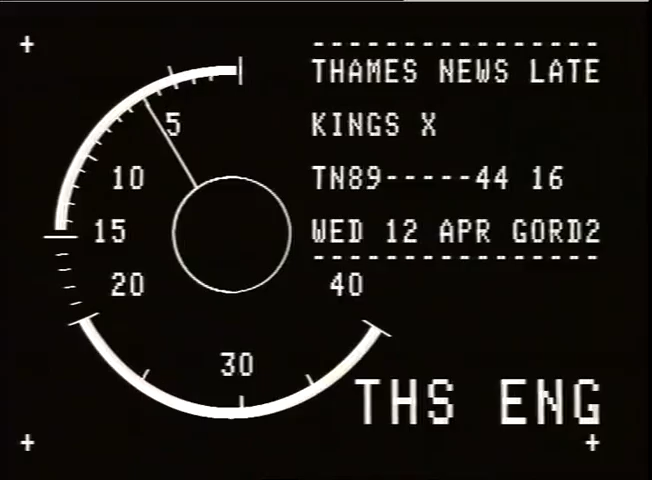 THAMES NEWS LATE
KINGS X
TN89-----44 16
WED 12 APR GORD2
5
10
15
20
30
40
THS ENG